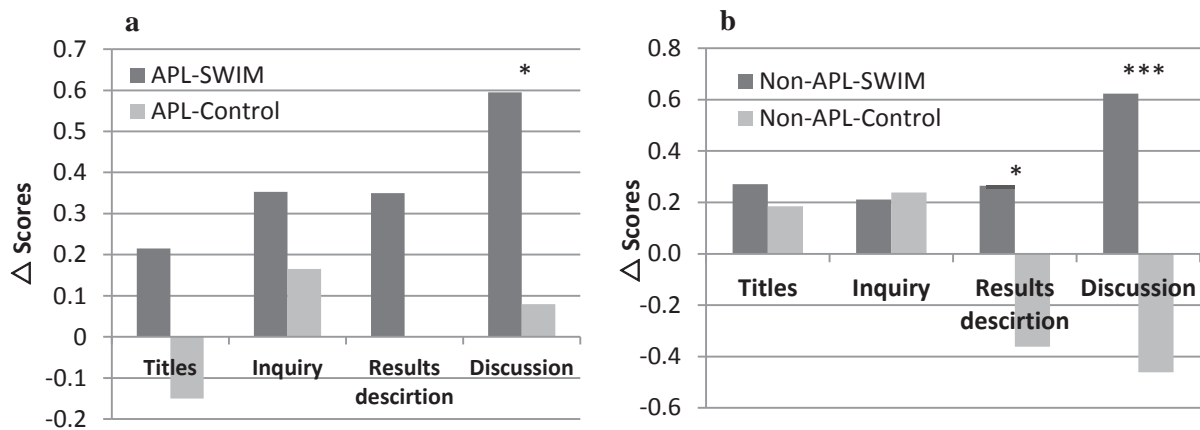 a
0.7
0.6
0.5
0.4
0.3
0.2
0.1
0
-0.1
-0.2
△ Scores
APL-SWIM
APL-Control
*
Titles
Inquiry
Results
descirtion
Discussion
b
0.8
0.6
0.4
0.2
0.0
-0.2
-0.4
-0.6
△ Scores
Non-APL-SWIM
Non-APL-Control
*
***
Titles
Inquiry
Results
descirtion
Discussion